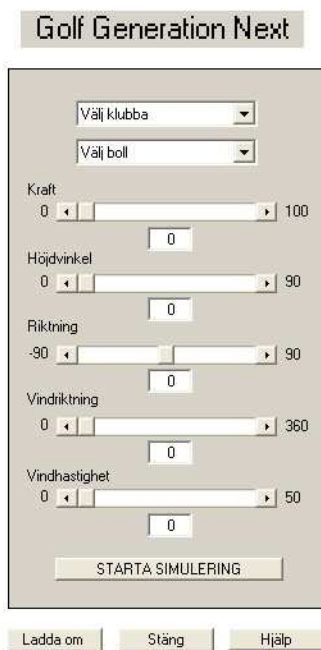 Golf Generation Next
Välj klubba
Välj boll
Kraft
0 100
0
Höjdvinkel
0 90
0
Riktning
-90 90
0
Vindriktning
0 360
0
Vindhastighet
0 50
0
STARTA SIMULERING
Ladda om Stäng Hjälp